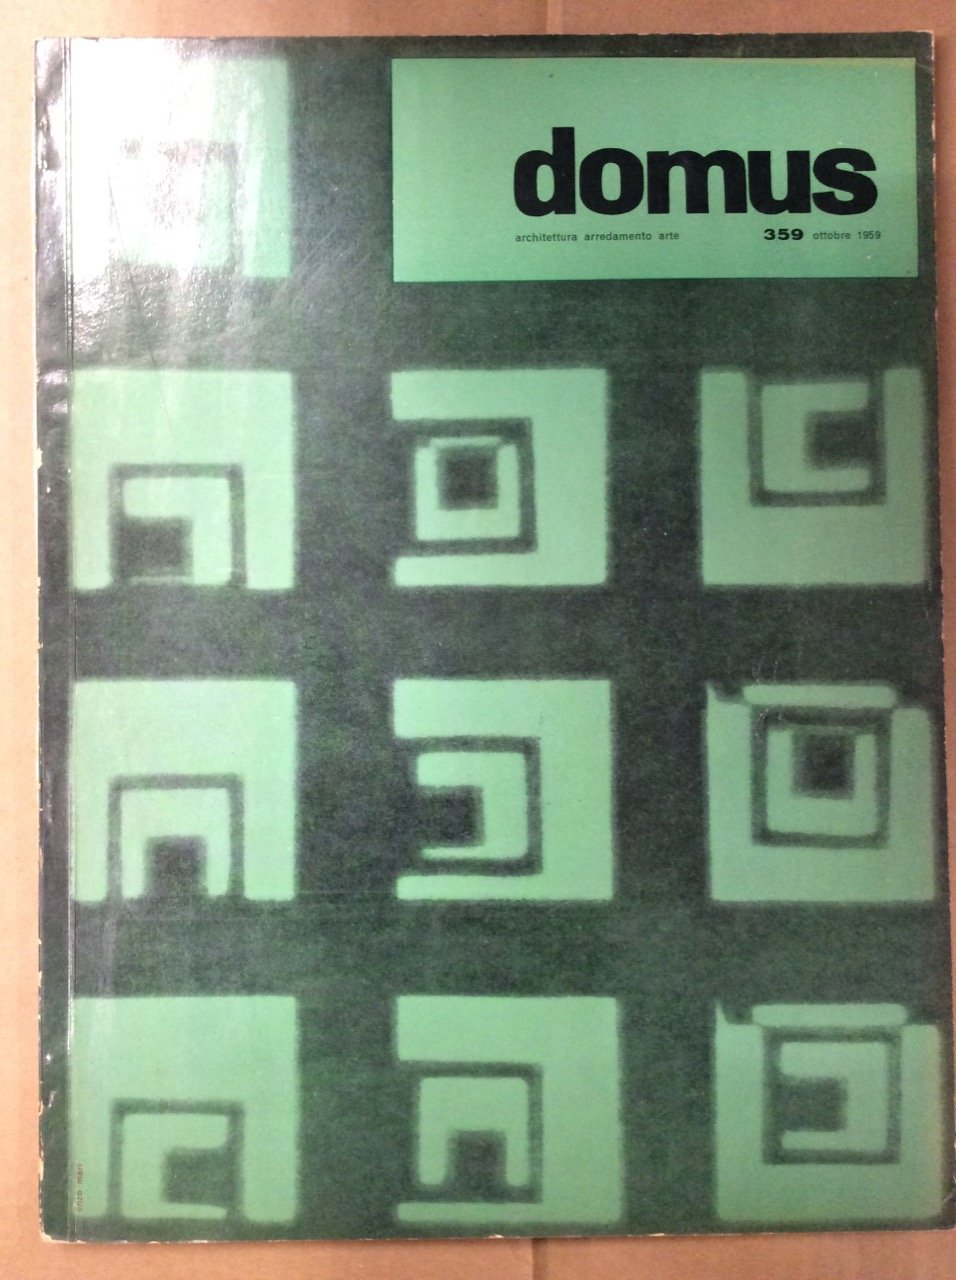 domus
architettura arredamento arte 359 ottobre 1959
enzo mari